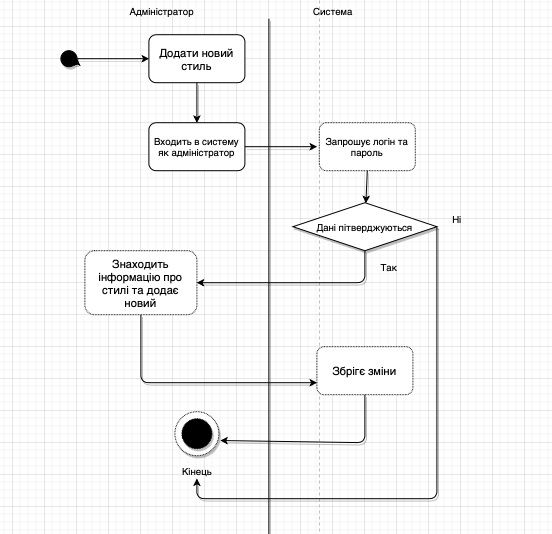 Адміністратор
Система
Додати новий
стиль
Входить в систему
як адміністратор
Запрошує логін та
пароль
Дані пітверджуються
Ні
Так
Знаходить
інформацію про
стилі та додає
новий
Збрігє зміни
Кінець